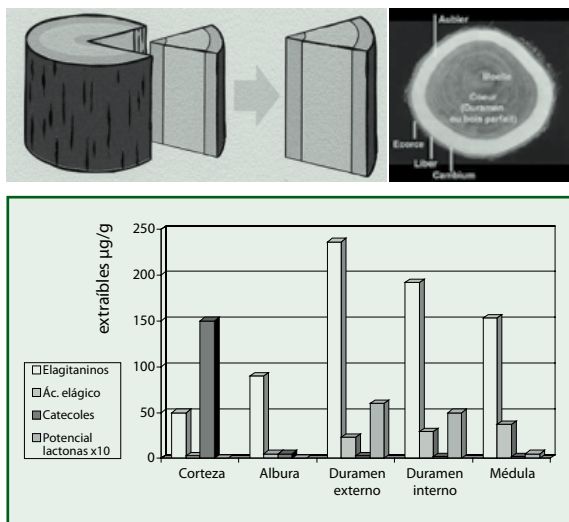 Aubier
Moelle
Coeur
(Duramen
ou bois parfait)
Ecorce
Liber
Cambium
extraíbles µg/g
250
200
150
100
50
0
Elagitaninos
Ác. elágico
Catecoles
Potencial
lactonas x10
Corteza
Albura
Duramen
externo
Duramen
interno
Médula